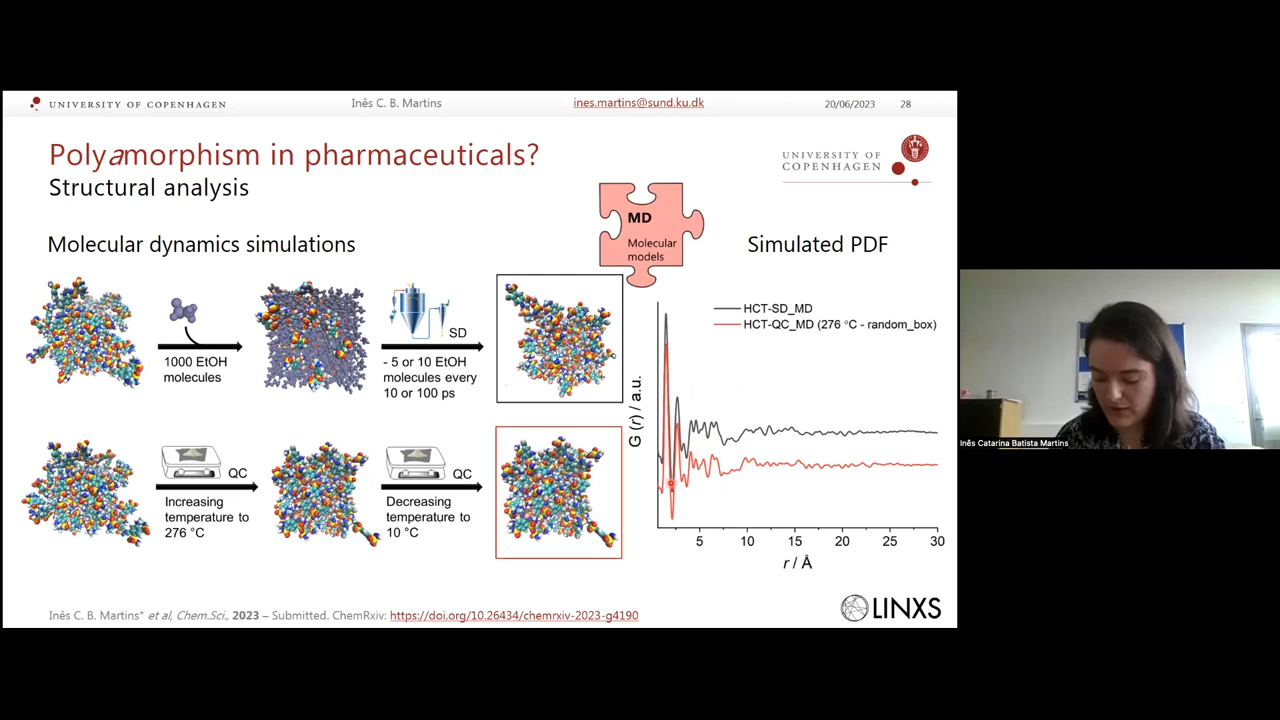 UNIVERSITY OF COPENHAGEN
Inês C. B. Martins
ines.martins@sund.ku.dk
20/06/2023
28
Polyamorphism in pharmaceuticals?
Structural analysis
UNIVERSITY OF
COPENHAGEN
Molecular dynamics simulations
MD
Molecular
models
Simulated PDF
1000 EtOH
molecules
SD
- 5 or 10 EtOH
molecules every
10 or 100 ps
QC
Increasing
temperature to
276 °C
QC
Decreasing
temperature to
10 °C
HCT-SD_MD
HCT-QC_MD (276 °C - random_box)
G (r) / a.u.
5 10 15 20 25 30
r / Å
Inês Catarina Batista Martins
Inês C. B. Martins* et al, Chem.Sci., 2023 – Submitted. ChemRxiv: https://doi.org/10.26434/chemrxiv-2023-g4190
LINXS